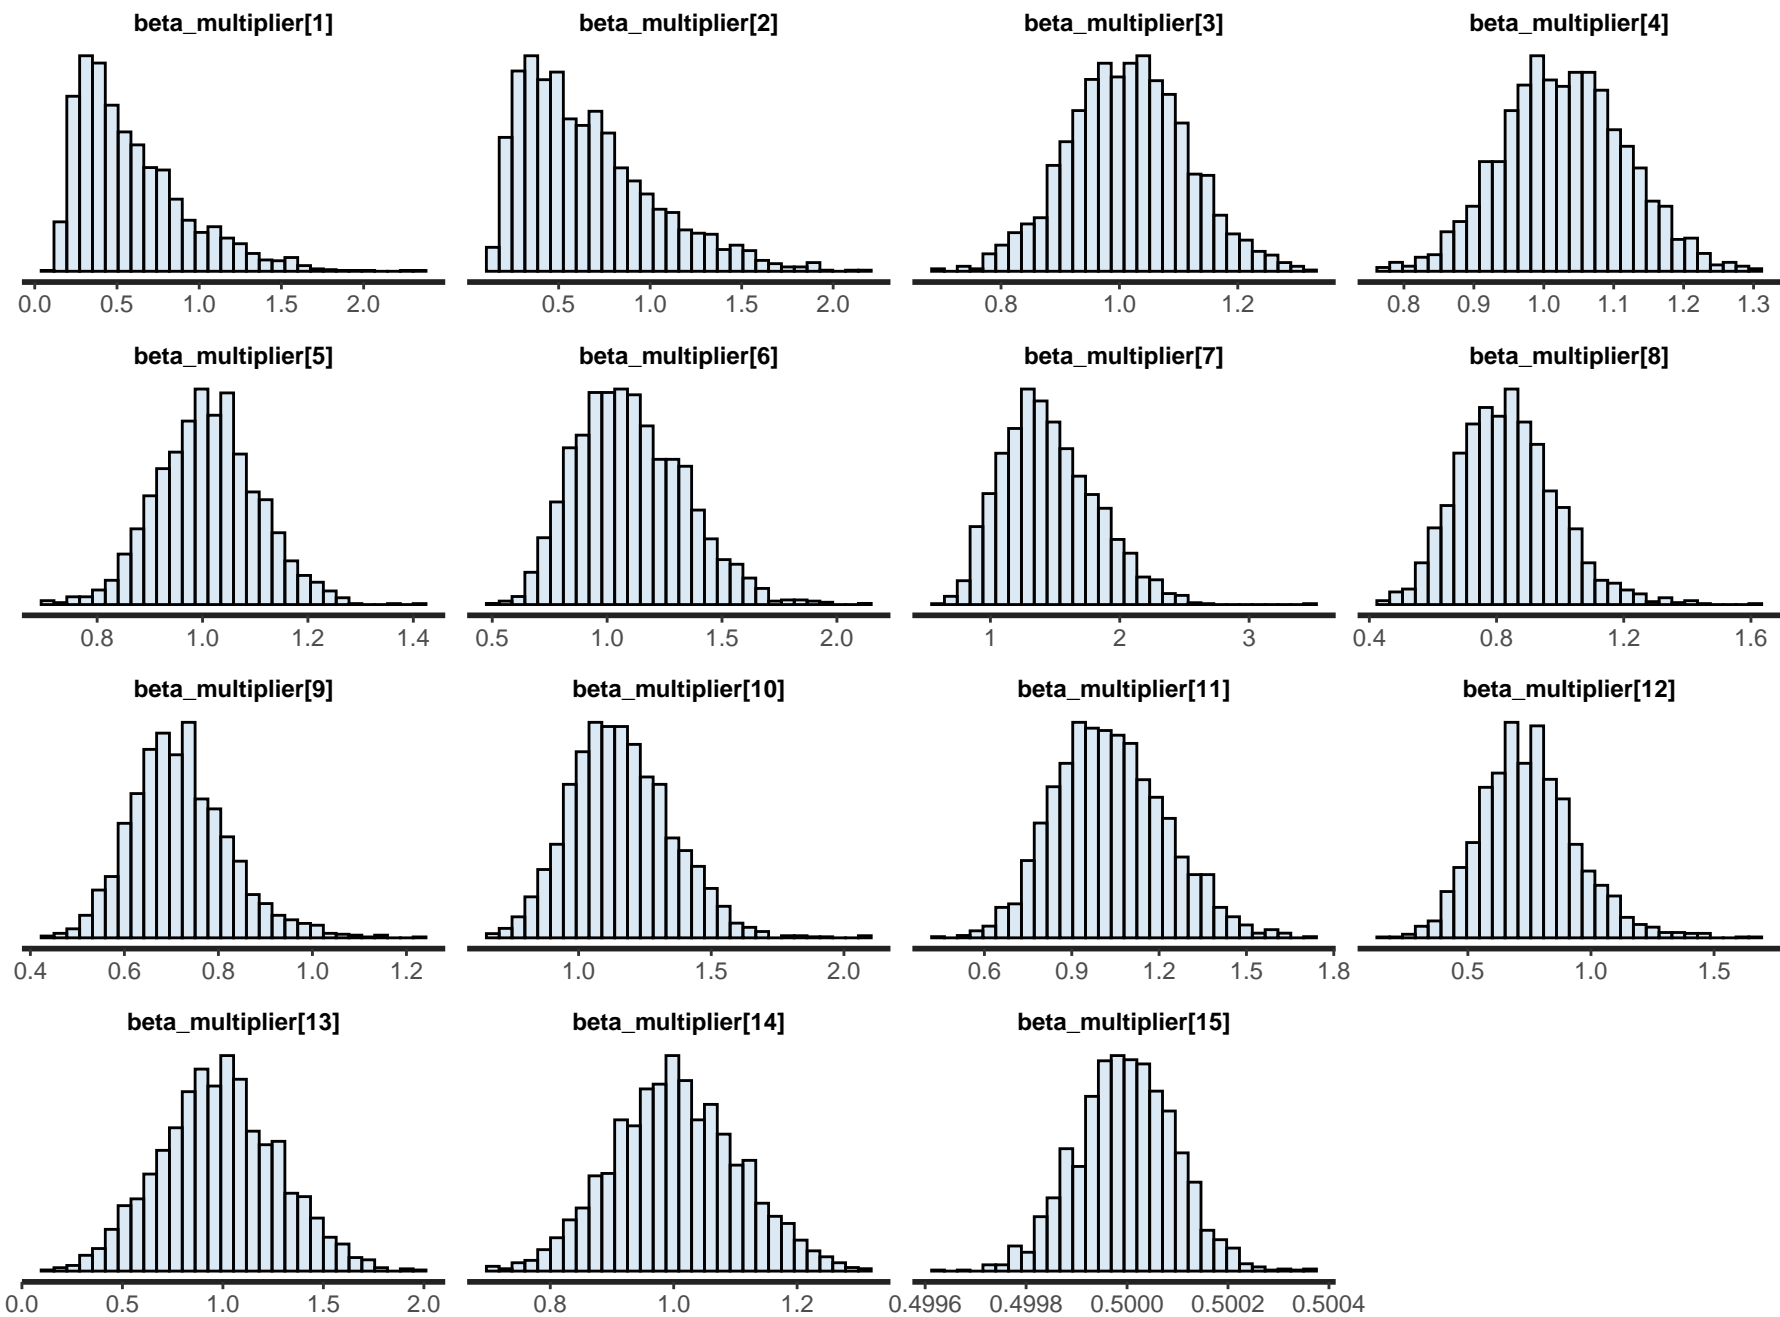 beta_multiplier[1] beta_multiplier[2] beta_multiplier[3] beta_multiplier[4]
0.0 0.5 1.0 1.5 2.0 0.5 1.0 1.5 2.0 0.8 1.0 1.2 0.8 0.9 1.0 1.1 1.2 1.3
beta_multiplier[5] beta_multiplier[6] beta_multiplier[7] beta_multiplier[8]
0.8 1.0 1.2 1.4 0.5 1.0 1.5 2.0 1 2 3 0.4 0.8 1.2 1.6
beta_multiplier[9] beta_multiplier[10] beta_multiplier[11] beta_multiplier[12]
0.4 0.6 0.8 1.0 1.2 1.0 1.5 2.0 0.6 0.9 1.2 1.5 1.8 0.5 1.0 1.5
beta_multiplier[13] beta_multiplier[14] beta_multiplier[15]
0.0 0.5 1.0 1.5 2.0 0.8 1.0 1.2 0.4996 0.4998 0.5000 0.5002 0.5004